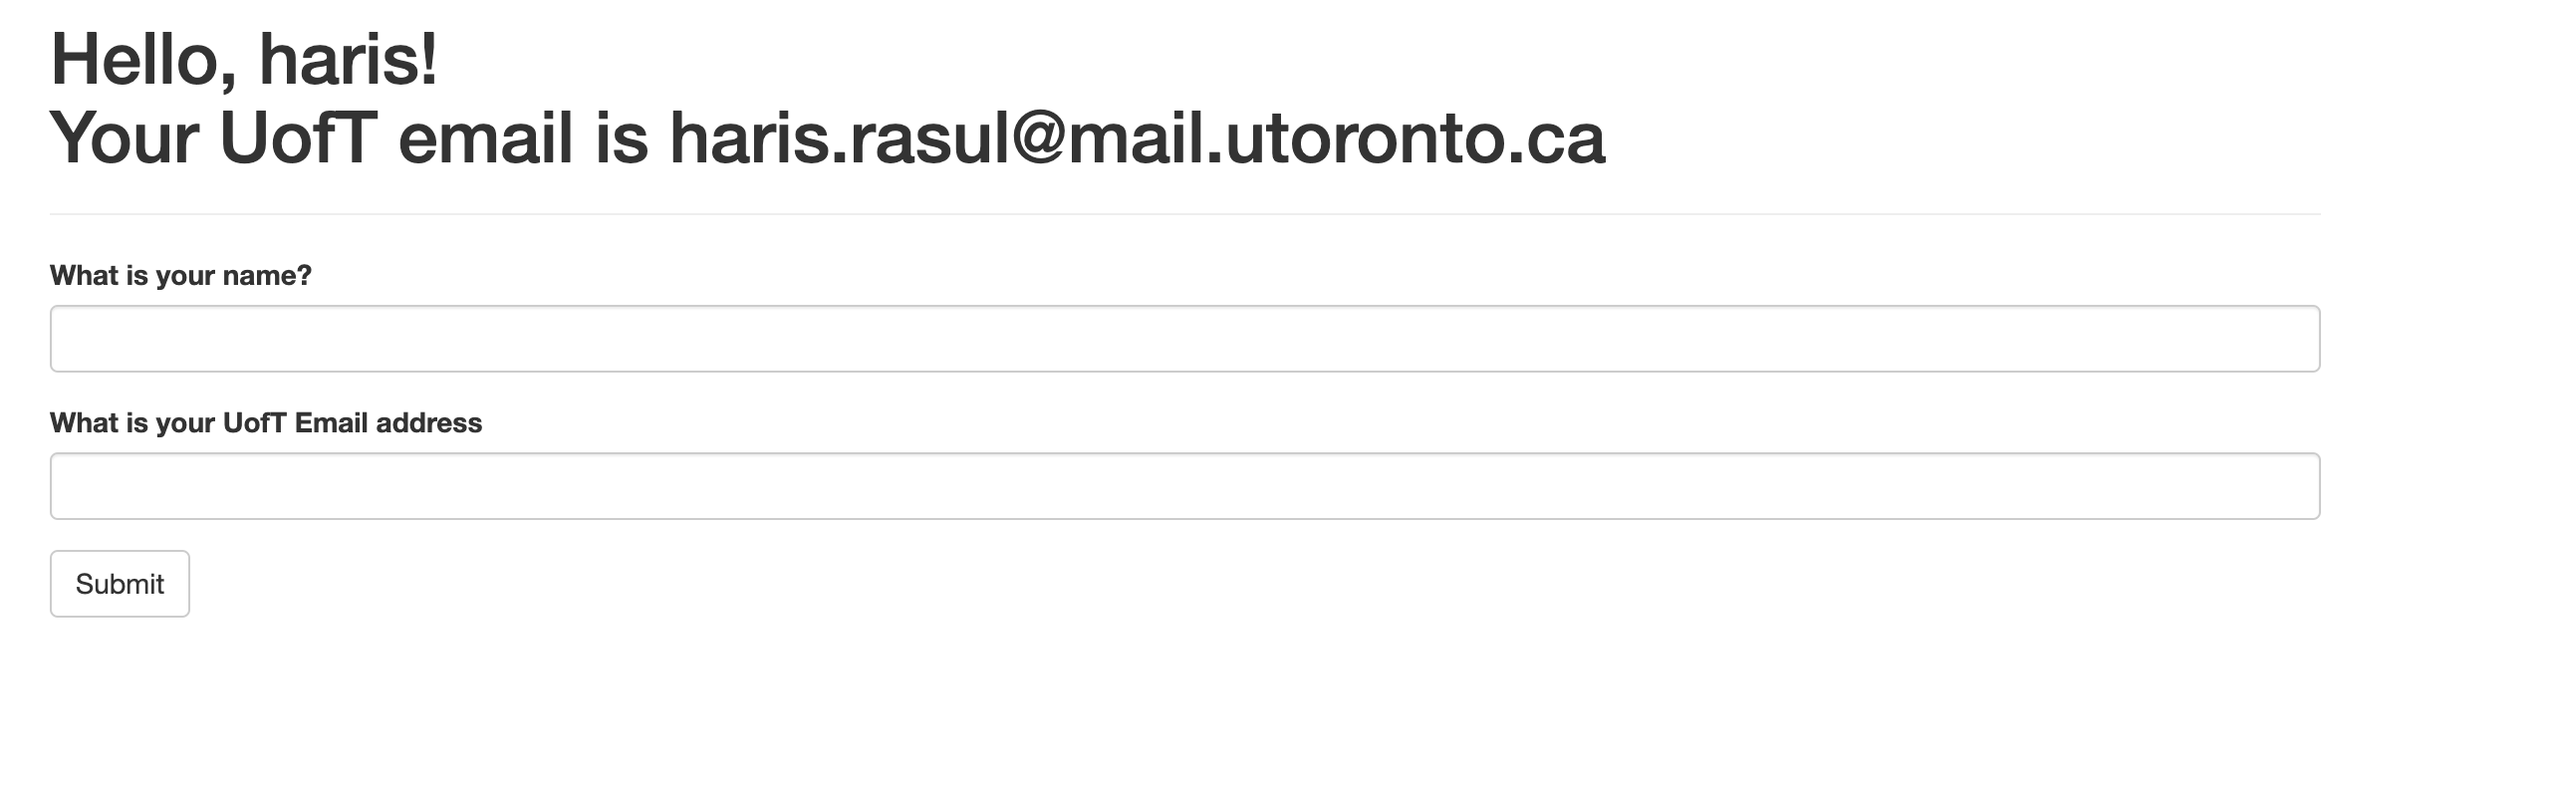 Hello, haris!
Your UofT email is haris.rasul@mail.utoronto.ca
What is your name?
What is your UofT Email address
Submit